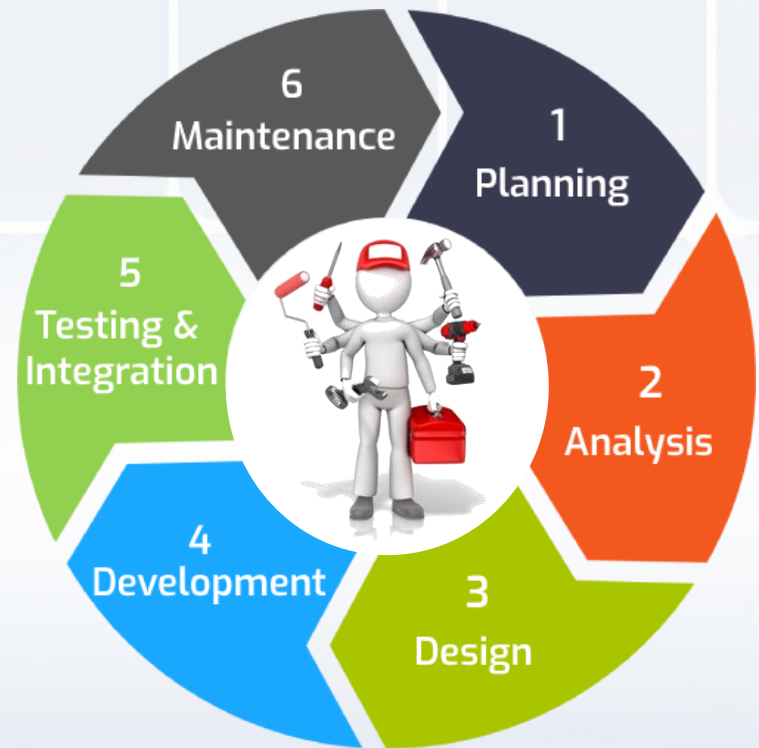 1
Planning
2
Analysis
3
Design
4
Development
5
Testing &
Integration
6
Maintenance